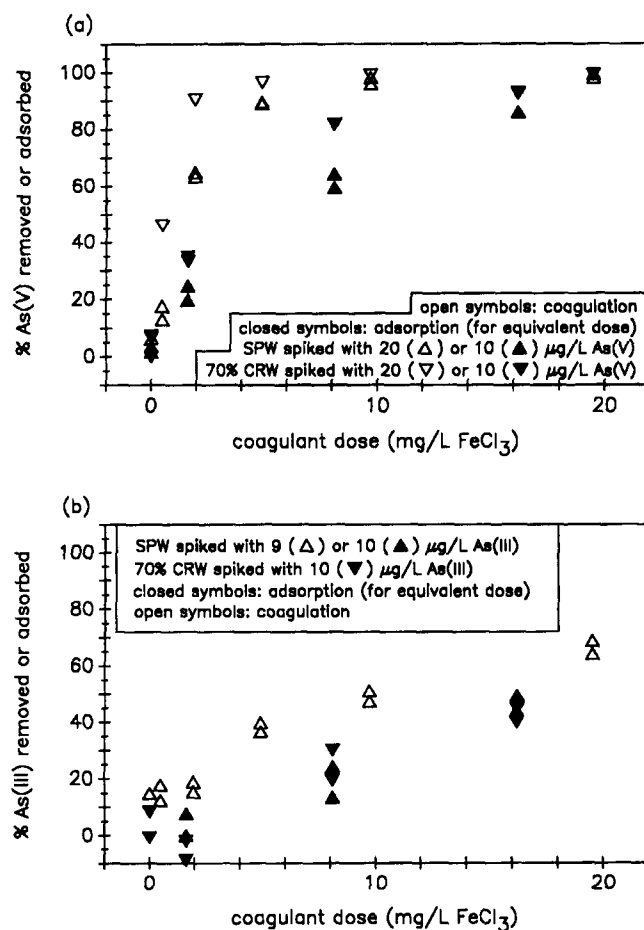 (a)
100
80
60
40
20
0
% As(V) removed or adsorbed
open symbols: coagulation
closed symbols: adsorption (for equivalent dose)
SPW spiked with 20 (△) or 10 (▲) μg/L As(V)
70% CRW spiked with 20 (▽) or 10 (▼) μg/L As(V)
0 10 20
coagulant dose (mg/L FeCl₃)
(b)
100
80
60
40
20
0
% As(III) removed or adsorbed
SPW spiked with 9 (△) or 10 (▲) μg/L As(III)
70% CRW spiked with 10 (▼) μg/L As(III)
closed symbols: adsorption (for equivalent dose)
open symbols: coagulation
0 10 20
coagulant dose (mg/L FeCl₃)